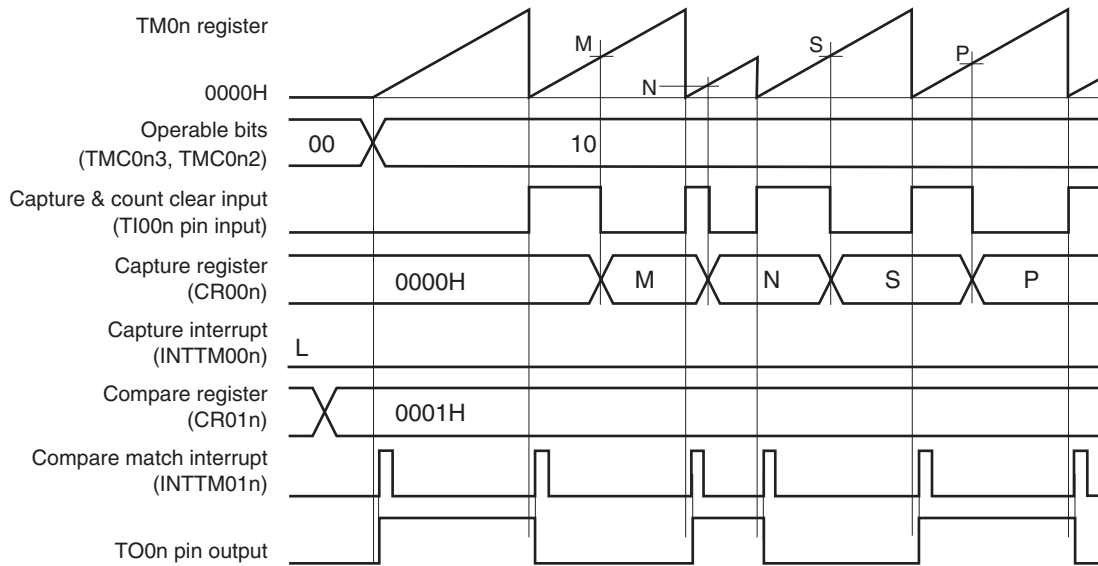 TM0n register
M
S
P
N
0000H
Operable bits
(TMC0n3, TMC0n2)
00
10
Capture & count clear input
(TI00n pin input)
Capture register
(CR00n)
0000H
M
N
S
P
Capture interrupt
(INTTM00n)
L
Compare register
(CR01n)
0001H
Compare match interrupt
(INTTM01n)
TO0n pin output